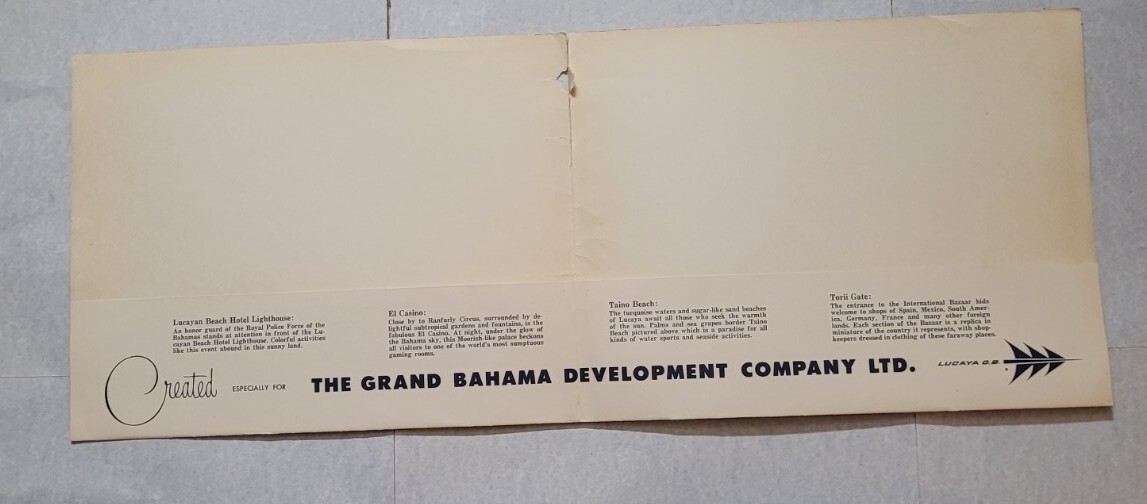 Lucayan Beach Hotel Lighthouse:
An honor guard of the Royal Police Force of the
Bahamas stands at attention in front of the Lu-
cayan Beach Hotel Lighthouse. Colorful activities
like this event abound in this sunny land.
El Casino:
Close by to Ranfurly Circus, surrounded by de-
lightful subtropical gardens and fountains, is the
fabulous El Casino. At night, under the glow of
the Bahama sky, this Moorish-like palace beckons
all visitors to one of the world's most sumptuous
gaming rooms.
Taino Beach:
The turquoise waters and sugar-like sand beaches
of Lucaya await all those who seek the warmth
of the sun. Palms and sea grapes border Taino
Beach pictured above which is a paradise for all
kinds of water sports and seaside activities.
Torii Gate:
The entrance to the International Bazaar bids
welcome to shops of Spain, Mexico, South Amer-
ica, Germany, France and many other foreign
lands. Each section of the Bazaar is a replica in
miniature of the country it represents, with shop-
keepers dressed in clothing of these faraway places.
Created ESPECIALLY FOR THE GRAND BAHAMA DEVELOPMENT COMPANY LTD.
LUCAYA G.B.